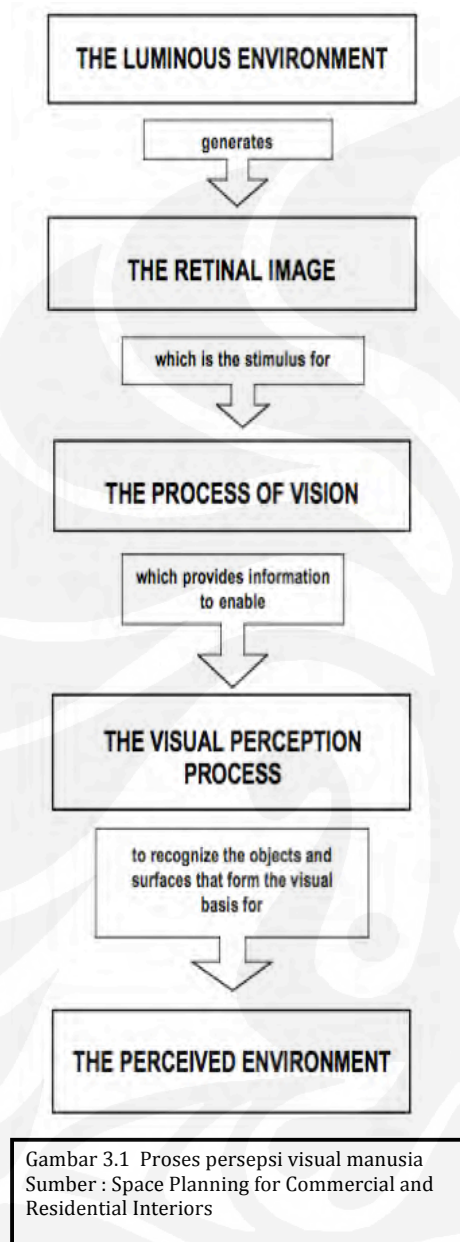 THE LUMINOUS ENVIRONMENT
generates
THE RETINAL IMAGE
which is the stimulus for
THE PROCESS OF VISION
which provides information
to enable
THE VISUAL PERCEPTION
PROCESS
to recognize the objects and
surfaces that form the visual
basis for
THE PERCEIVED ENVIRONMENT
Gambar 3.1 Proses persepsi visual manusia
Sumber : Space Planning for Commercial and
Residential Interiors